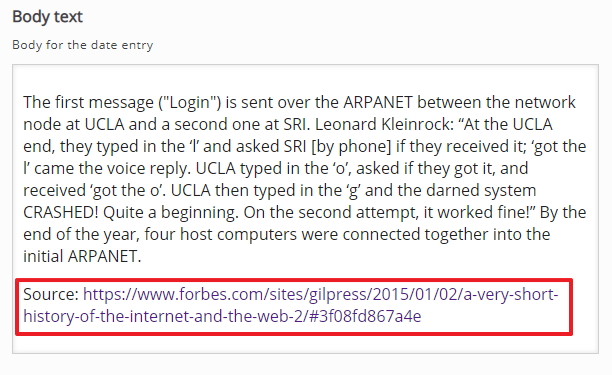 Body text
Body for the date entry
The first message ("Login") is sent over the ARPANET between the network
node at UCLA and a second one at SRI. Leonard Kleinrock: “At the UCLA
end, they typed in the ‘l’ and asked SRI [by phone] if they received it; ‘got the
l’ came the voice reply. UCLA typed in the ‘o’, asked if they got it, and
received ‘got the o’. UCLA then typed in the ‘g’ and the darned system
CRASHED! Quite a beginning. On the second attempt, it worked fine!” By the
end of the year, four host computers were connected together into the
initial ARPANET.
Source: https://www.forbes.com/sites/gilpress/2015/01/02/a-very-short-
history-of-the-internet-and-the-web-2/#3f08fd867a4e